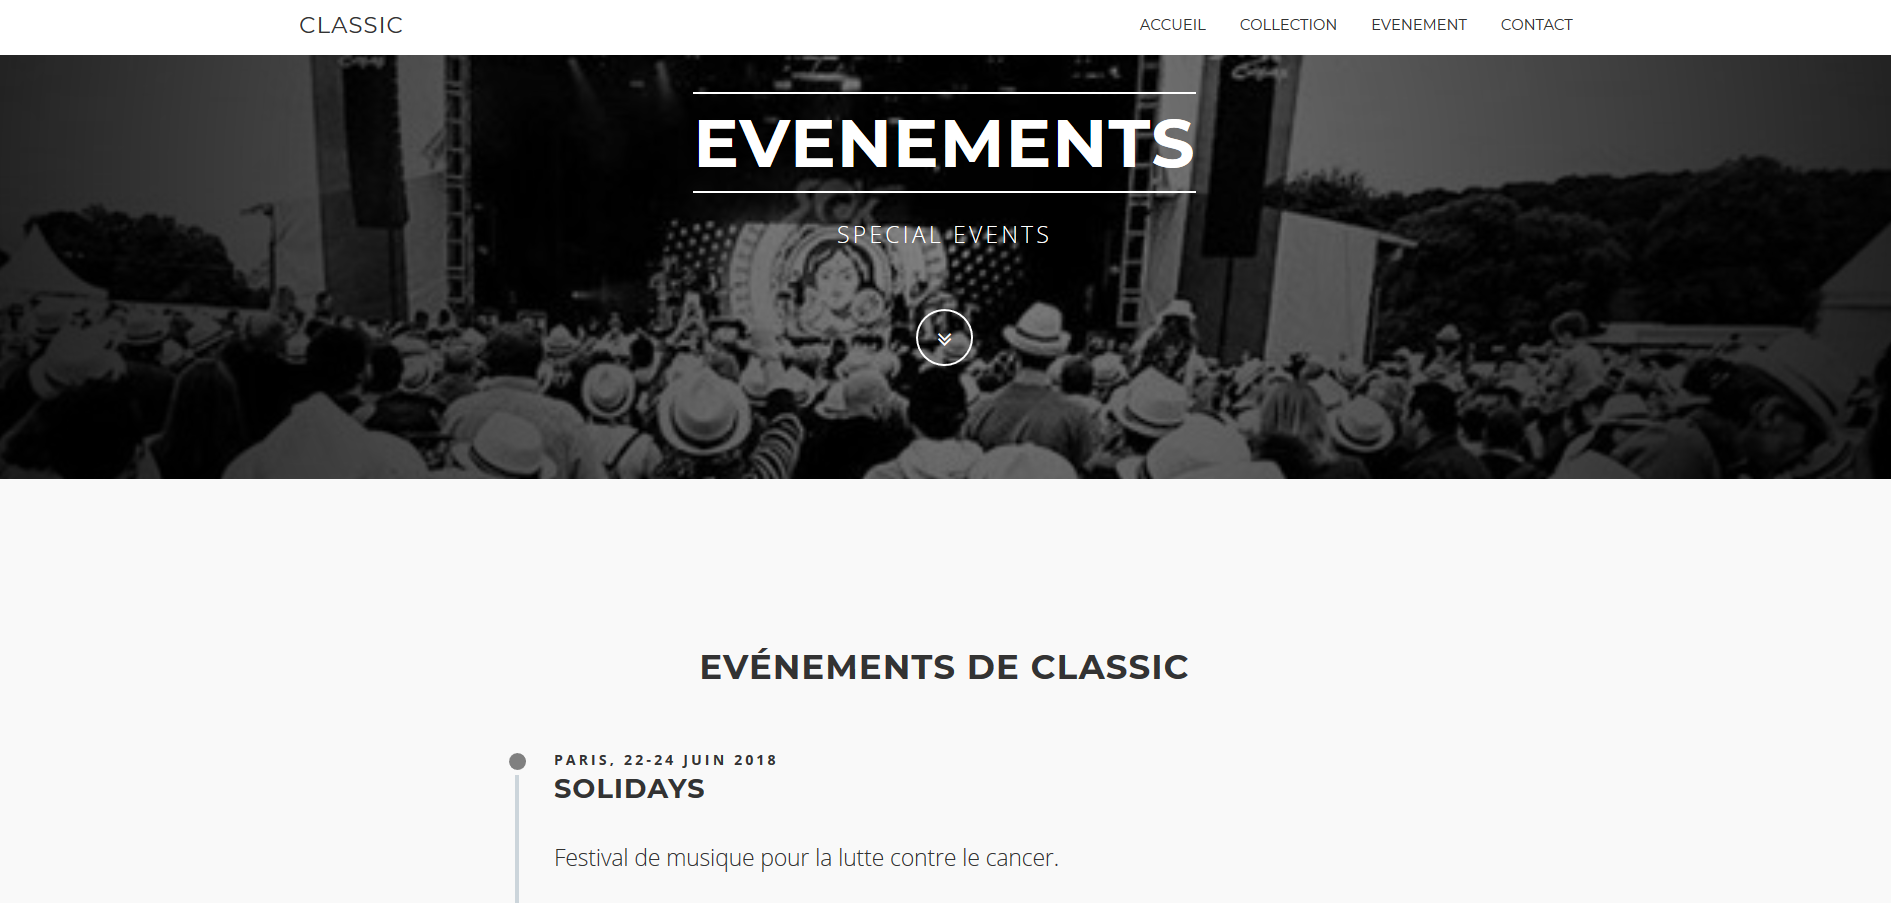 CLASSIC
ACCUEIL COLLECTION EVENEMENT CONTACT
EVENEMENTS
SPECIAL EVENTS
EVÉNEMENTS DE CLASSIC
PARIS, 22-24 JUIN 2018
SOLIDAYS
Festival de musique pour la lutte contre le cancer.